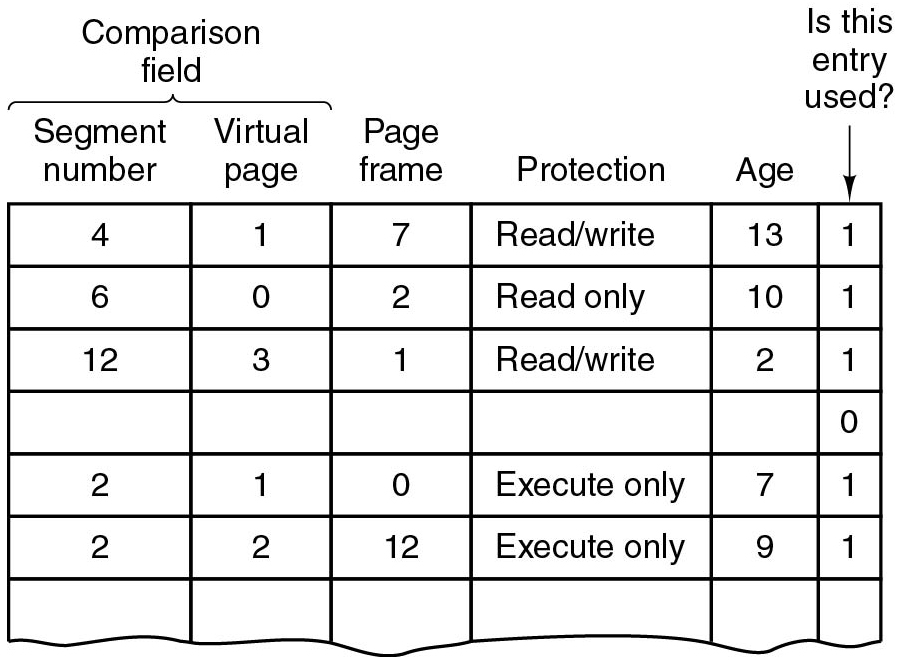 Comparison
field
Is this
entry
used?
Segment
number
Virtual
page
Page
frame
Protection
Age
4 1 7 Read/write 13 1
6 0 2 Read only 10 1
12 3 1 Read/write 2 1
0
2 1 0 Execute only 7 1
2 2 12 Execute only 9 1